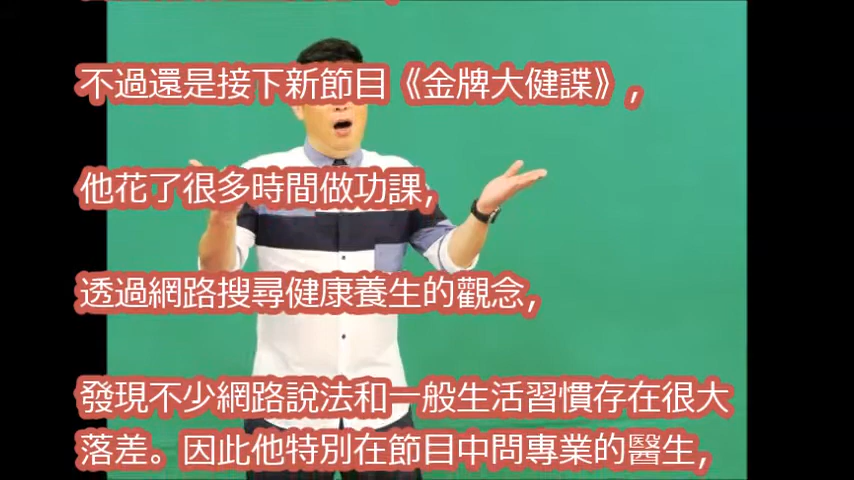 不過還是接下新節目《金牌大健諜》,
他花了很多時間做功課,
透過網路搜尋健康養生的觀念,
發現不少網路說法和一般生活習慣存在很大
落差。因此他特別在節目中問專業的醫生,